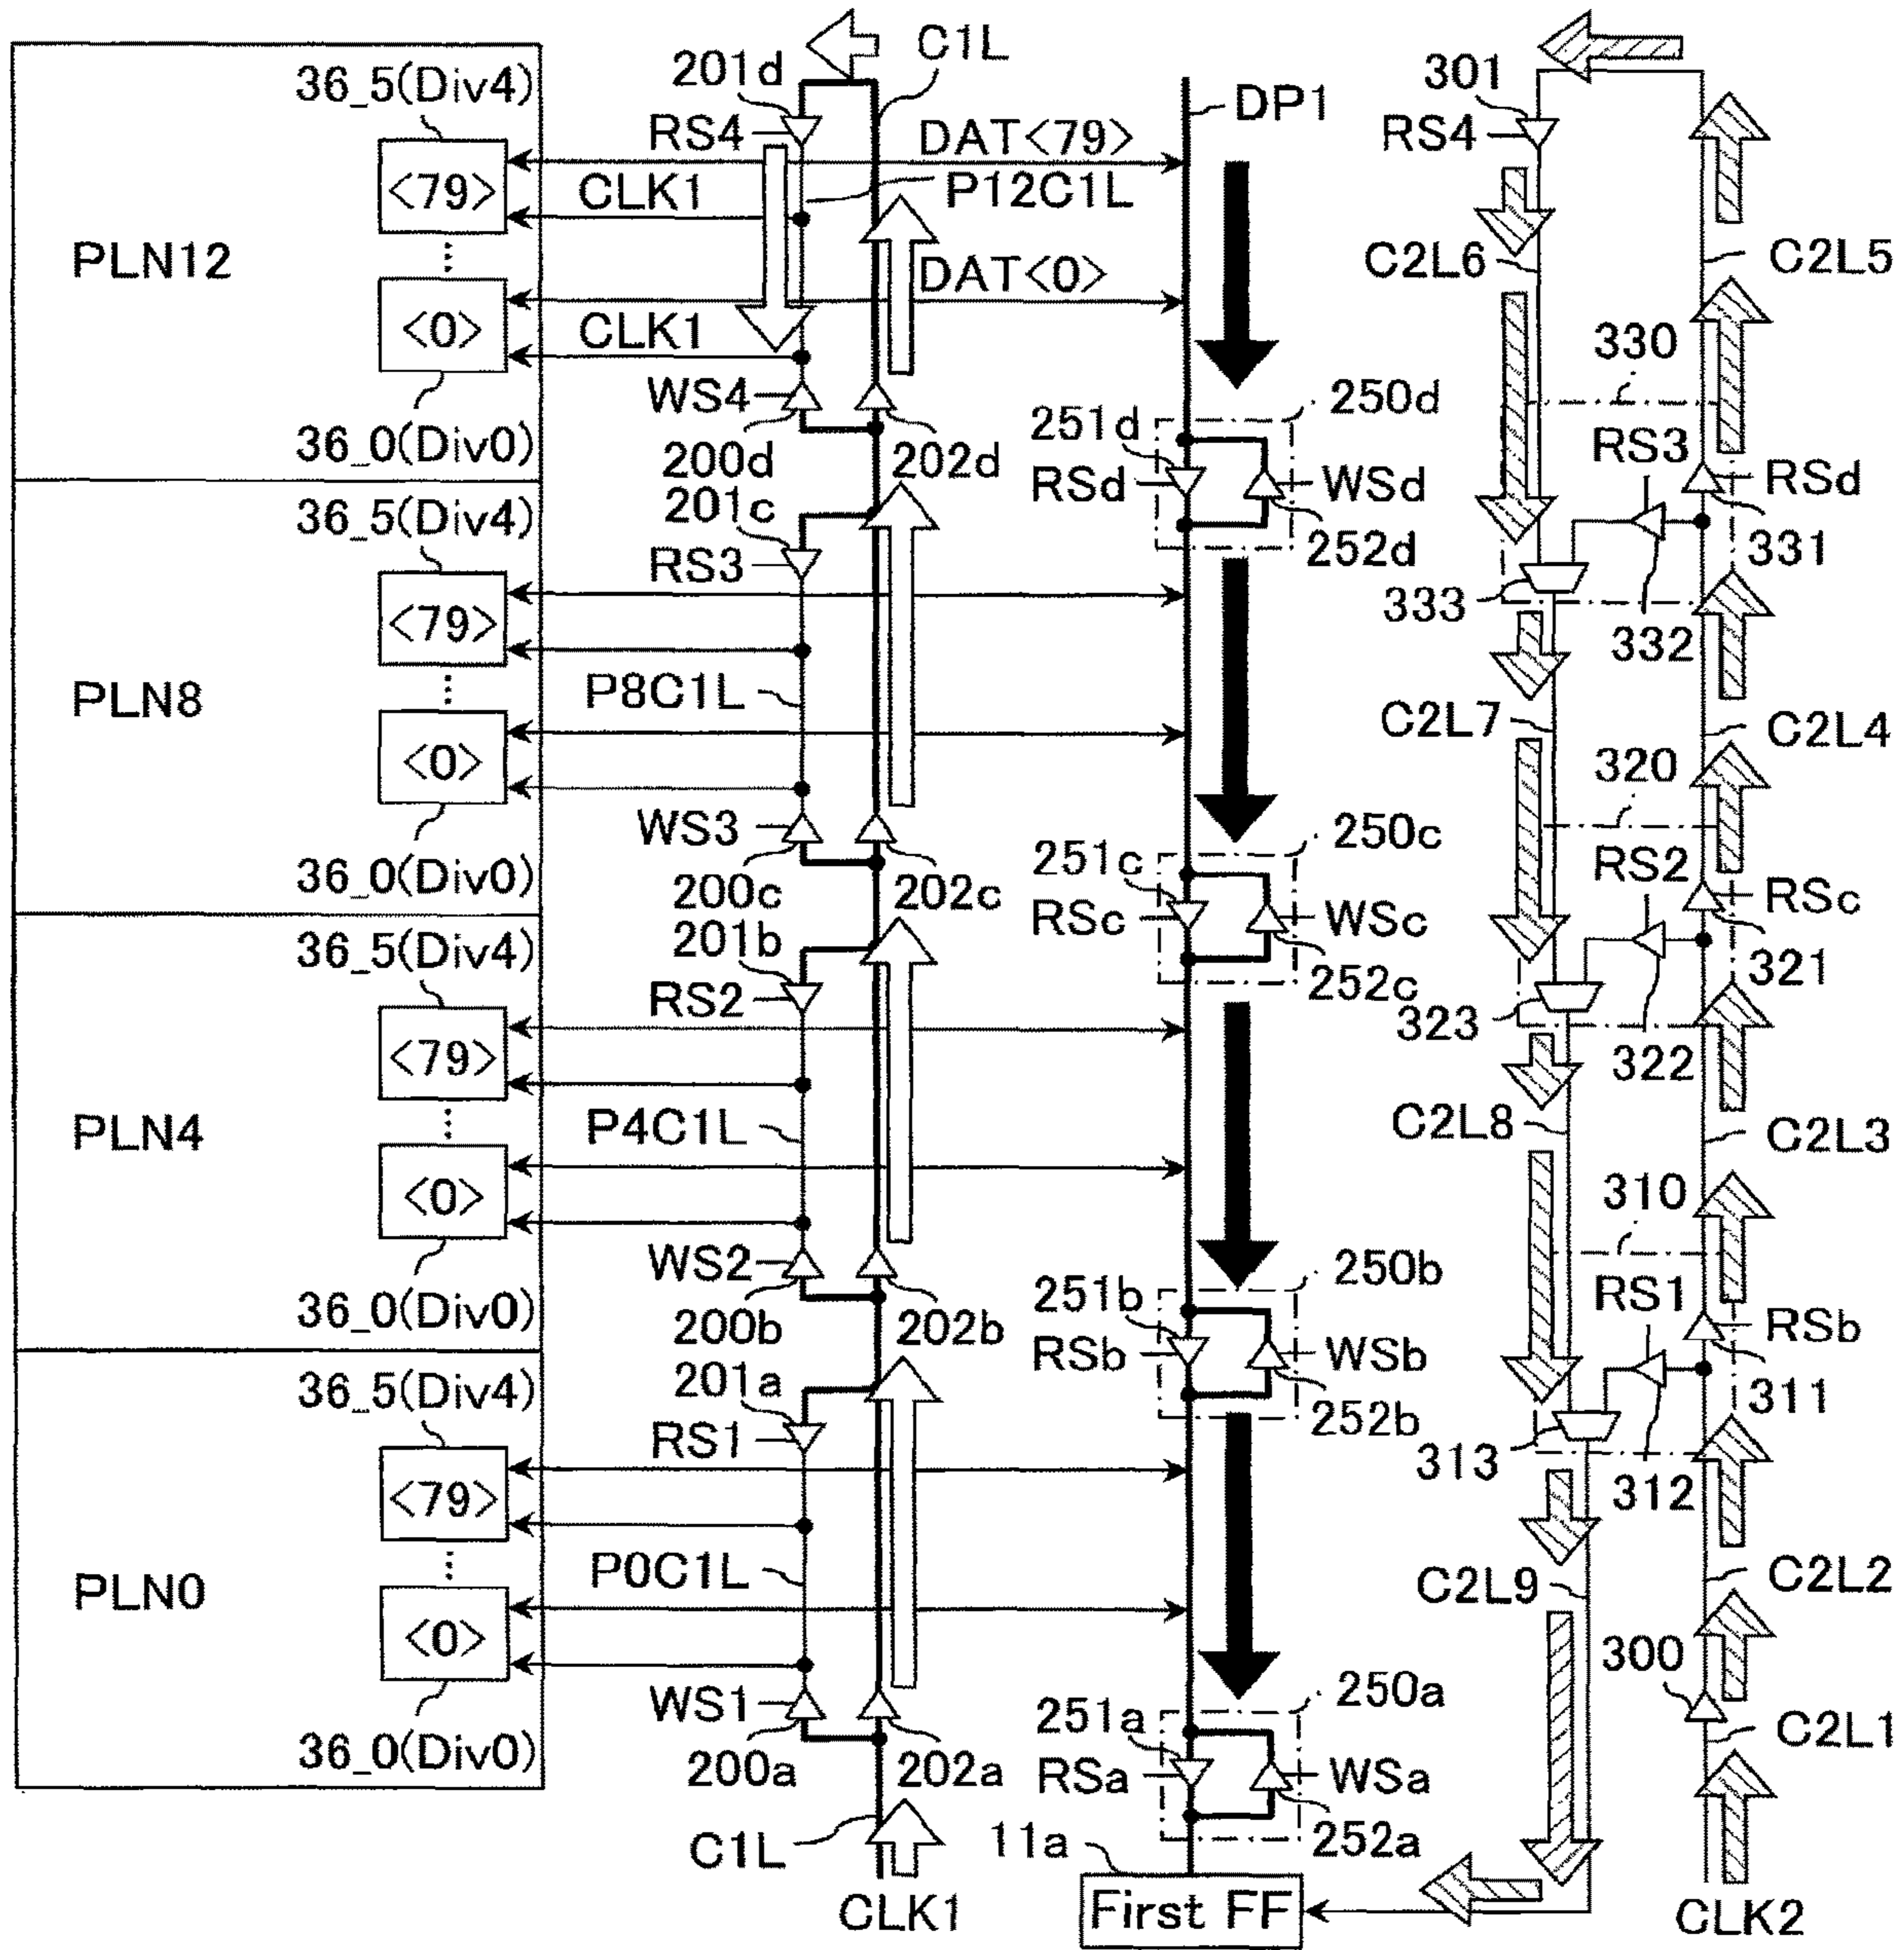 C1L
201d
RS4
36_5(Div4)
<79>
CLK1
DAT<79>
P12C1L
DP1
301
RS4
PLN12
<0>
CLK1
DAT<0>
C2L6
C2L5
330
WS4
36_0(Div0)
200d
202d
251d
RSd
250d
WSd
252d
RS3
RSd
331
333
332
36_5(Div4)
201c
RS3
<79>
PLN8
P8C1L
<0>
WS3
36_0(Div0)
200c
202c
C2L7
C2L4
320
251c
RSc
250c
WSc
252c
RS2
RSc
321
323
322
36_5(Div4)
201b
RS2
<79>
PLN4
P4C1L
<0>
WS2
36_0(Div0)
200b
202b
C2L8
C2L3
310
251b
RSb
250b
WSb
252b
RS1
RSb
311
313
312
36_5(Div4)
201a
RS1
<79>
PLN0
P0C1L
<0>
WS1
36_0(Div0)
200a
202a
C2L9
C2L2
300
251a
RSa
250a
WSa
252a
C2L1
C1L
CLK1
11a
First FF
CLK2